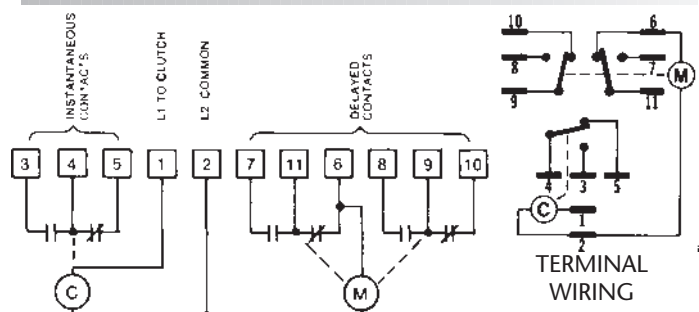 INSTANTANEOUS
CONTACTS
L1 TO CLUTCH
L2 COMMON
DELAYED
CONTACTS
3 4 5 1 2 7 11 6 8 9 10
C
M
10 6
8 7
9 11
M
4 3 5
C
1
2
TERMINAL
WIRING